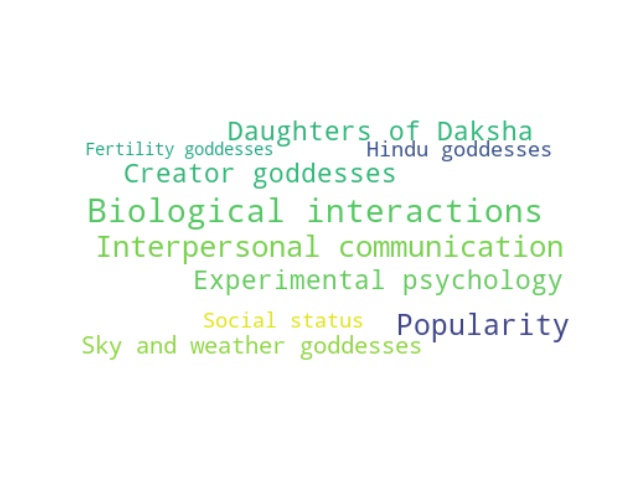 Daughters of Daksha
Fertility goddesses
Hindu goddesses
Creator goddesses
Biological interactions
Interpersonal communication
Experimental psychology
Social status
Popularity
Sky and weather goddesses